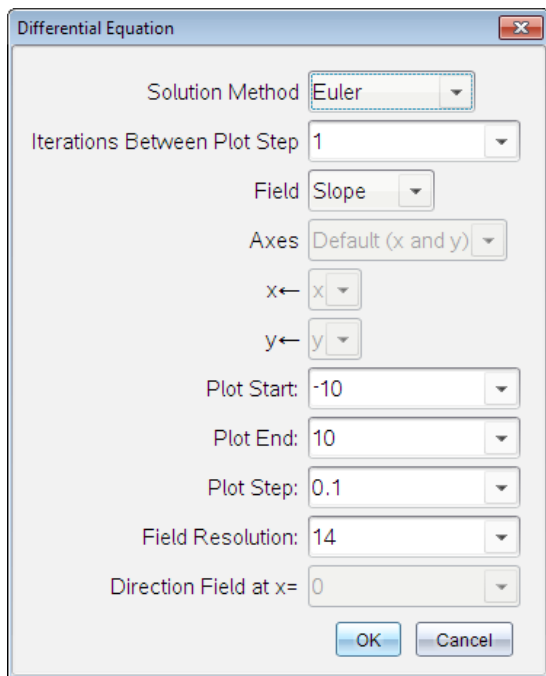 Differential Equation
Solution Method Euler
Iterations Between Plot Step 1
Field Slope
Axes Default (x and y)
x← x
y← y
Plot Start: -10
Plot End: 10
Plot Step: 0.1
Field Resolution: 14
Direction Field at x= 0
OK Cancel